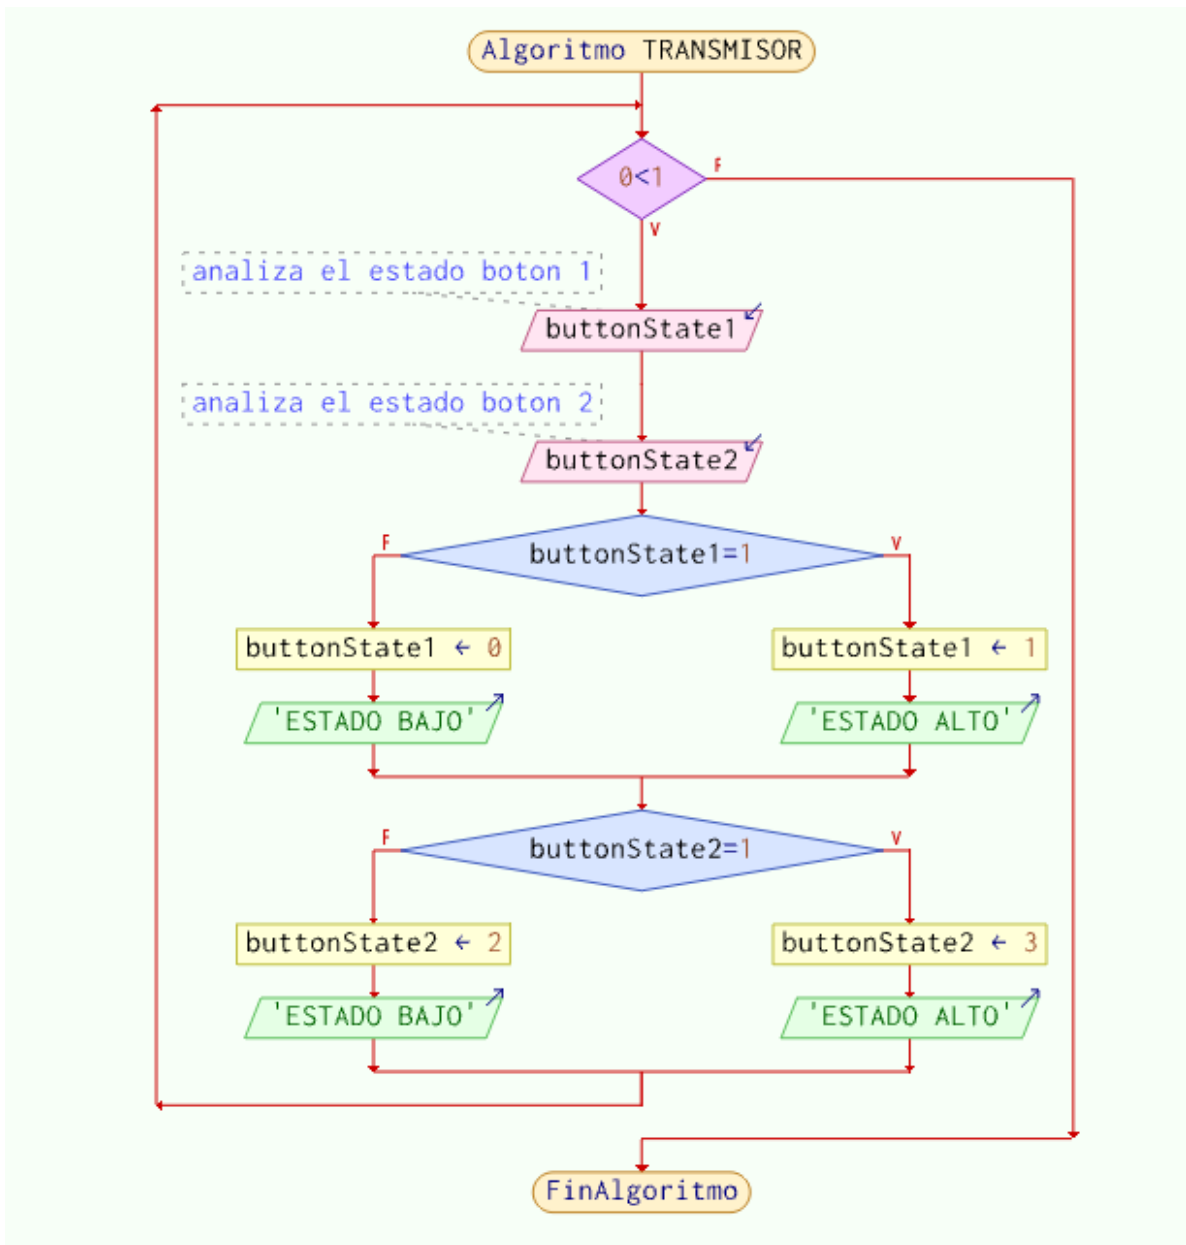 Algoritmo TRANSMISOR
0<1
F
V
analiza el estado boton 1
buttonState1
analiza el estado boton 2
buttonState2
F
buttonState1=1
V
buttonState1 ← 0
buttonState1 ← 1
'ESTADO BAJO'
'ESTADO ALTO'
F
buttonState2=1
V
buttonState2 ← 2
buttonState2 ← 3
'ESTADO BAJO'
'ESTADO ALTO'
FinAlgoritmo